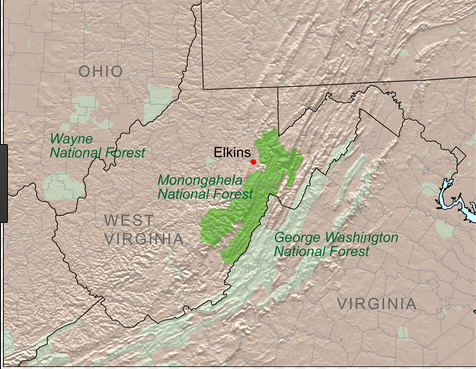 OHIO
Wayne
National Forest
Elkins
Monongahela
National Forest
WEST
VIRGINIA
George Washington
National Forest
VIRGINIA